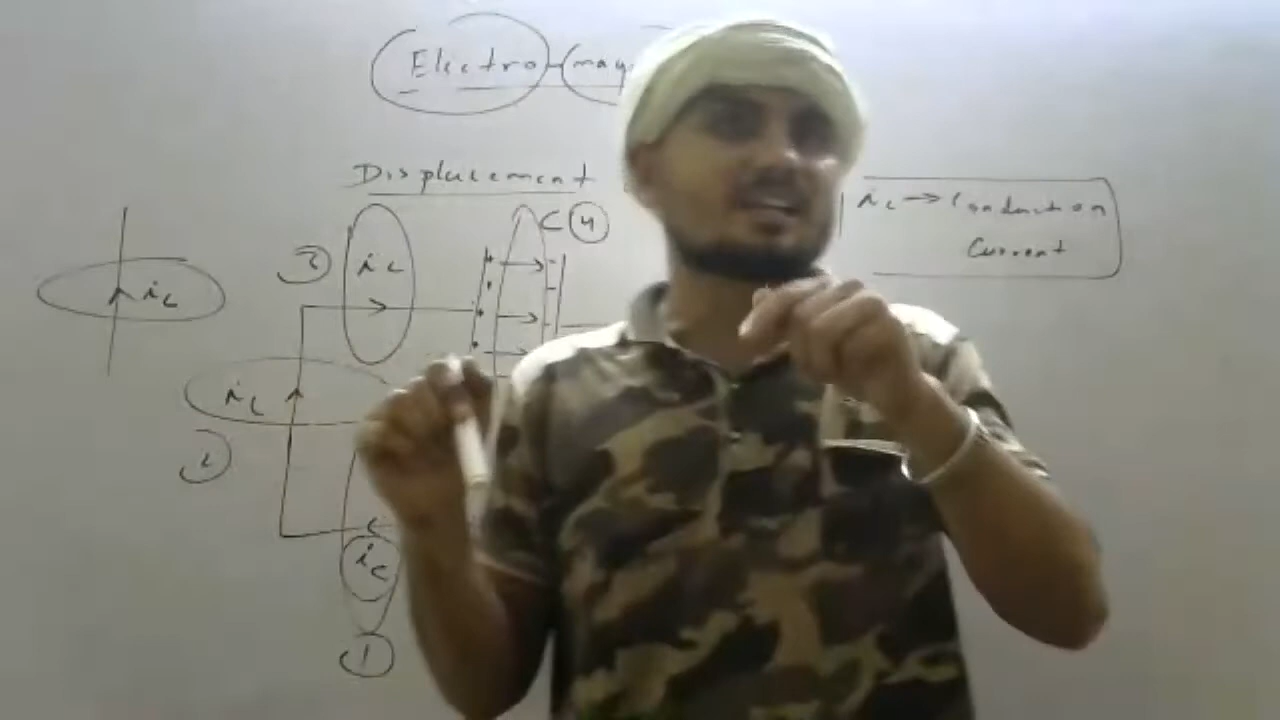 Electro-mag
Displacement
ic → Conduction
Current
C 4
3 ic
ic
ic
2
ic
1